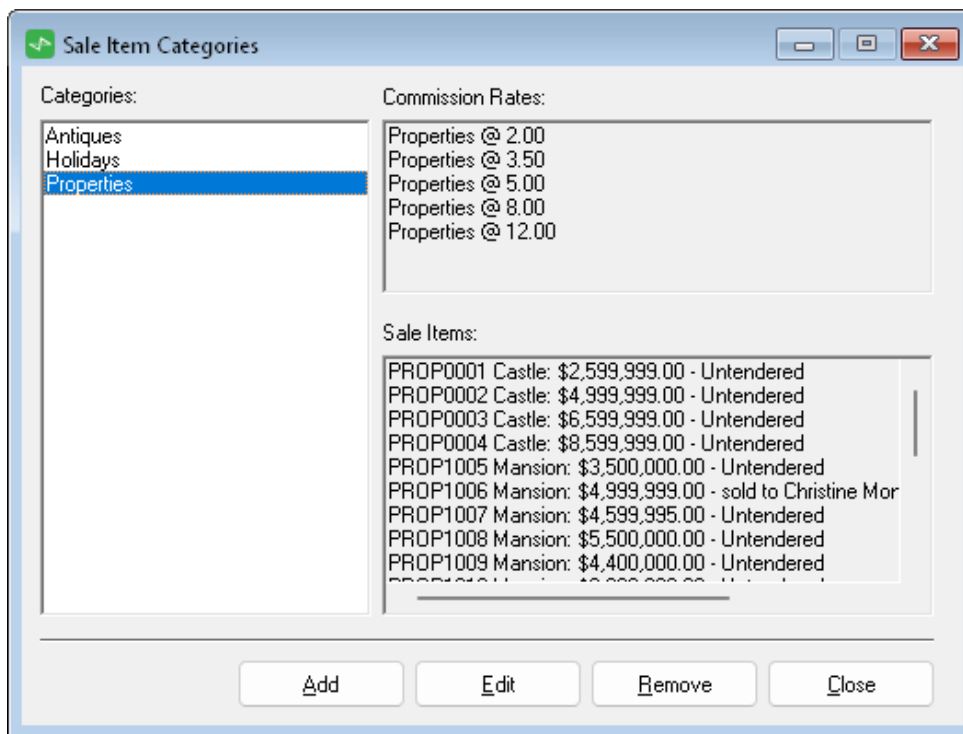 Sale Item Categories
Categories:
Antiques
Holidays
Properties
Commission Rates:
Properties @ 2.00
Properties @ 3.50
Properties @ 5.00
Properties @ 8.00
Properties @ 12.00
Sale Items:
PROP0001 Castle: $2,599,999.00 - Untendered
PROP0002 Castle: $4,999,999.00 - Untendered
PROP0003 Castle: $6,599,999.00 - Untendered
PROP0004 Castle: $8,599,999.00 - Untendered
PROP1005 Mansion: $3,500,000.00 - Untendered
PROP1006 Mansion: $4,999,999.00 - sold to Christine Mor
PROP1007 Mansion: $4,599,995.00 - Untendered
PROP1008 Mansion: $5,500,000.00 - Untendered
PROP1009 Mansion: $4,400,000.00 - Untendered
Add Edit Remove Close